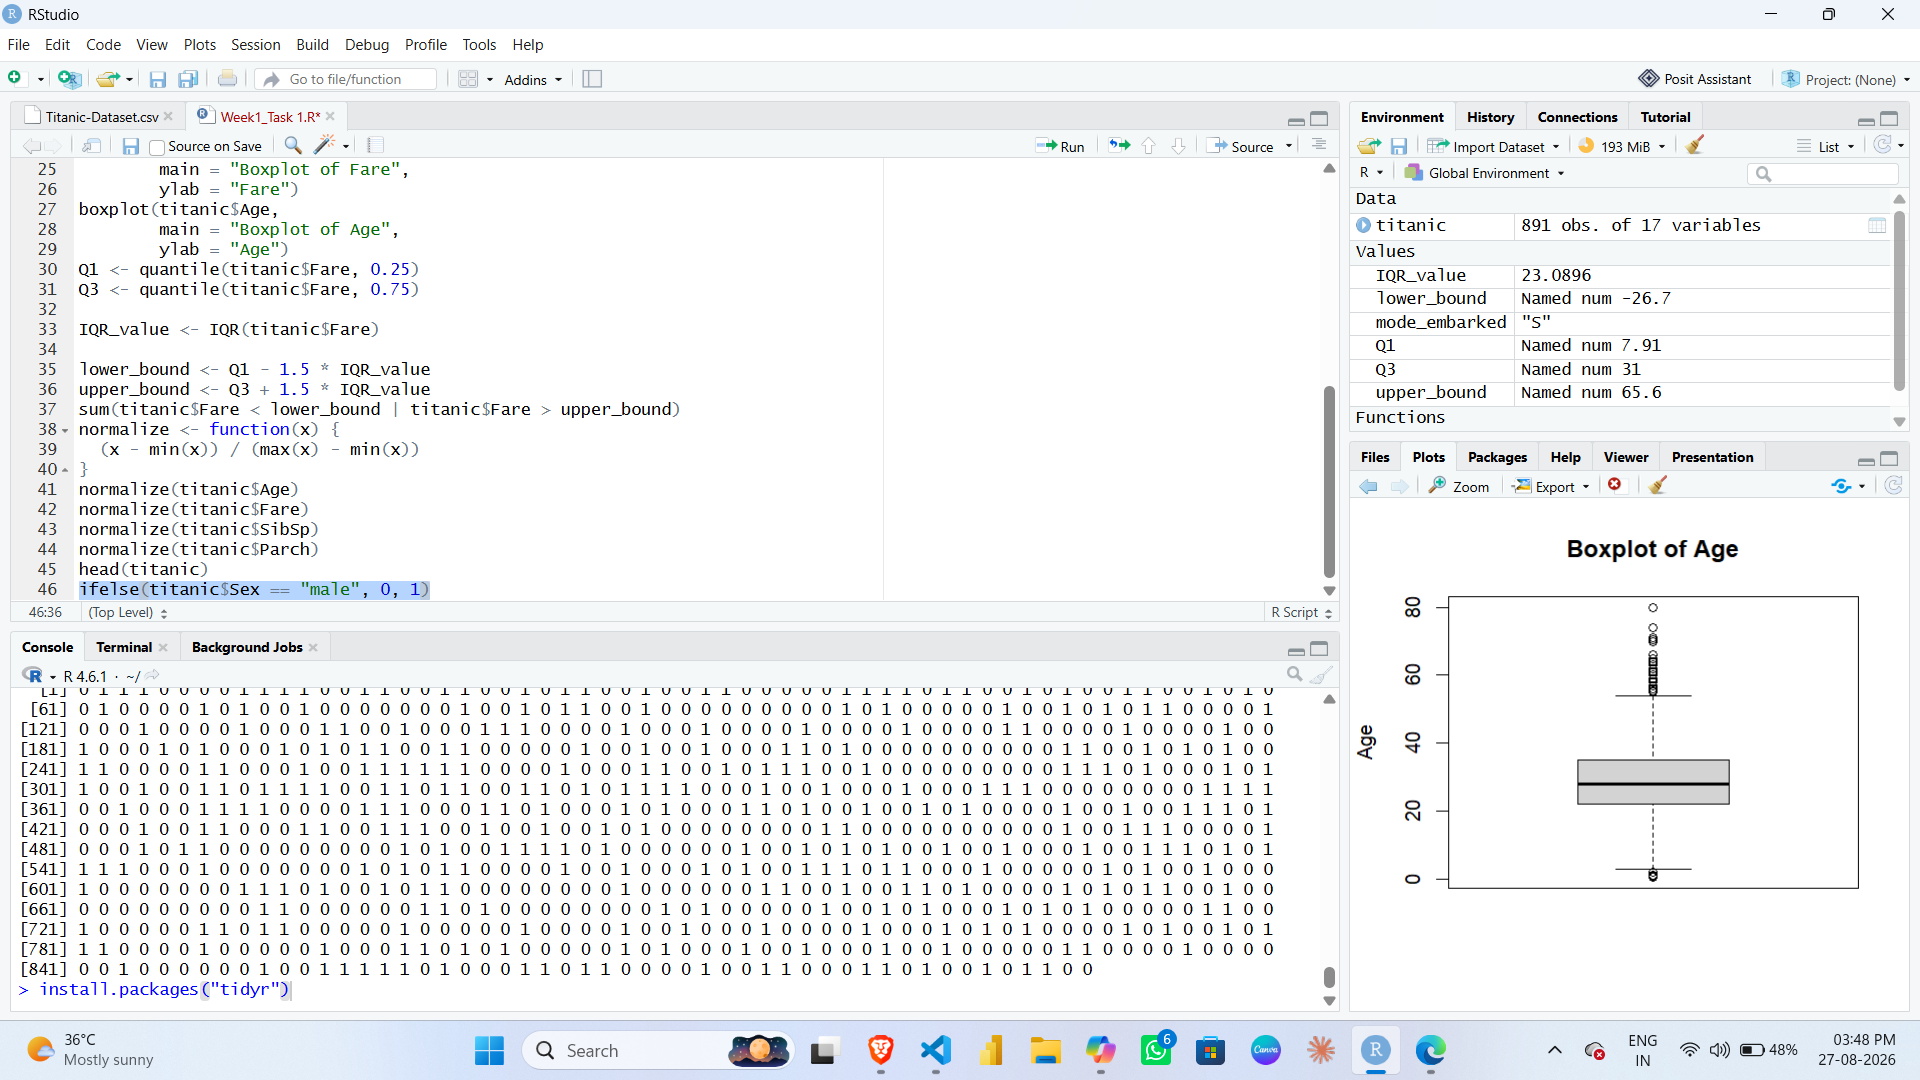 RStudio
File Edit Code View Plots Session Build Debug Profile Tools Help
Go to file/function Addins Posit Assistant Project: (None)
Titanic-Dataset.csv Week1_Task 1.R*
Source on Save Run Source
25 main = "Boxplot of Fare",
26 ylab = "Fare")
27 boxplot(titanic$Age,
28 main = "Boxplot of Age",
29 ylab = "Age")
30 Q1 <- quantile(titanic$Fare, 0.25)
31 Q3 <- quantile(titanic$Fare, 0.75)
32
33 IQR_value <- IQR(titanic$Fare)
34
35 lower_bound <- Q1 - 1.5 * IQR_value
36 upper_bound <- Q3 + 1.5 * IQR_value
37 sum(titanic$Fare < lower_bound | titanic$Fare > upper_bound)
38 normalize <- function(x) {
39 (x - min(x)) / (max(x) - min(x))
40 }
41 normalize(titanic$Age)
42 normalize(titanic$Fare)
43 normalize(titanic$SibSp)
44 normalize(titanic$Parch)
45 head(titanic)
46 ifelse(titanic$Sex == "male", 0, 1)
46:36 (Top Level) R Script
Console Terminal Background Jobs
R 4.6.1 · ~/
[61] 0 1 0 0 0 0 1 0 1 0 0 1 0 0 0 0 0 0 0 1 0 0 1 0 1 1 0 0 1 0 0 0 0 0 0 0 0 0 1 0 1 0 0 0 0 0 1 0 0 1 0 1 0 1 1 0 0 0 0 1
[121] 0 0 0 1 0 0 0 0 1 0 0 0 1 1 0 0 1 0 0 0 1 1 1 0 0 0 0 1 0 0 0 1 0 0 0 0 1 0 0 0 0 1 0 0 0 0 1 1 0 0 0 0 1 0 0 0 0 1 0 0
[181] 1 0 0 0 1 0 1 0 0 0 1 0 1 0 1 1 0 0 1 1 0 0 0 0 0 1 0 0 1 0 0 1 0 0 0 1 1 0 1 0 0 0 0 0 0 0 0 0 0 1 1 0 0 1 0 1 0 1 0 0
[241] 1 1 0 0 0 0 1 1 0 0 0 1 0 0 1 1 1 1 1 1 0 0 0 0 1 0 0 0 1 1 0 0 1 0 1 1 1 0 0 1 0 0 0 0 0 0 0 0 0 1 1 1 0 1 0 0 0 1 0 1
[301] 1 0 0 1 0 0 1 1 0 1 1 1 1 0 0 1 1 0 1 1 0 0 1 1 0 1 0 1 1 1 1 0 0 0 1 0 0 1 0 0 0 1 0 0 0 1 1 1 0 0 0 0 0 0 0 0 1 1 1 1
[361] 0 0 1 0 0 0 1 1 1 1 0 0 0 0 1 1 1 0 0 0 1 1 0 1 0 0 0 1 0 1 0 0 0 1 1 0 1 0 0 1 0 0 1 0 1 0 0 0 0 0 0 0 1 0 0 1 1 1 0 1
[421] 0 0 0 1 0 0 1 1 0 0 0 1 1 0 0 1 1 1 0 0 1 0 0 1 0 0 1 0 1 0 0 0 0 0 0 0 0 1 1 0 0 0 0 0 0 0 0 0 0 1 0 0 1 1 1 0 0 0 0 1
[481] 0 0 0 1 0 1 1 0 0 0 0 0 0 0 0 0 1 0 1 0 0 1 1 1 1 0 1 0 0 0 0 0 0 1 0 0 1 0 1 0 1 0 0 1 0 0 1 0 0 0 1 0 0 1 1 1 0 1 0 1
[541] 1 1 1 0 0 0 1 0 0 0 0 0 0 0 1 0 1 0 1 1 0 0 0 0 1 0 0 1 0 0 0 1 0 1 0 0 1 1 1 0 1 1 0 0 0 1 0 0 0 0 0 1 0 0 0 0 1 0 0 0
[601] 1 0 0 0 0 0 0 0 1 1 1 0 1 0 0 1 0 1 1 0 0 0 0 0 0 0 0 1 0 0 0 0 0 0 1 1 0 0 1 0 0 1 1 0 1 0 0 0 0 1 0 1 0 1 1 0 0 1 0 0
[661] 0 0 0 0 0 0 0 0 0 1 1 0 0 0 0 0 0 1 1 0 1 0 0 0 0 0 0 0 0 1 0 1 0 0 0 0 0 1 0 0 1 0 1 0 0 0 1 0 1 0 1 0 0 0 0 0 1 1 0 0
[721] 1 0 0 0 0 0 1 1 0 1 1 0 0 0 0 0 1 0 0 0 0 0 1 0 0 0 0 1 0 0 1 0 0 0 1 0 0 0 0 1 0 0 0 1 0 1 0 1 0 0 0 0 1 0 1 0 0 1 0 1
[781] 1 1 0 0 0 0 1 0 0 0 0 0 1 0 0 0 1 1 0 1 0 1 0 0 0 0 0 1 0 1 0 0 0 1 0 0 1 0 0 0 1 0 0 1 0 0 0 0 0 1 1 0 0 0 0 1 0 0 0 0
[841] 0 0 1 0 0 0 0 0 0 1 0 0 1 1 1 1 1 0 1 0 0 0 1 1 0 1 1 0 0 0 0 1 0 0 1 1 0 0 0 1 1 0 1 0 0 1 0 1 1 0 0
> install.packages("tidyr")
Environment History Connections Tutorial
Import Dataset 193 MiB List
R Global Environment
Data
titanic 891 obs. of 17 variables
Values
IQR_value 23.0896
lower_bound Named num -26.7
mode_embarked "S"
Q1 Named num 7.91
Q3 Named num 31
upper_bound Named num 65.6
Functions
Files Plots Packages Help Viewer Presentation
Zoom Export
Boxplot of Age
Age
80
60
40
20
0
36°C
Mostly sunny
Search
Canva
6
ENG
IN
48%
03:48 PM
27-08-2026